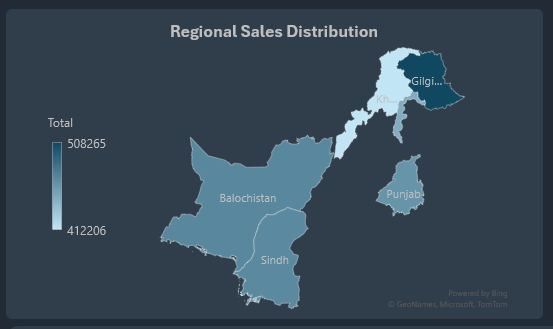 Regional Sales Distribution
Gilgi...
Kh...
Total
508265
412206
Balochistan
Punjab
Sindh
Powered by Bing
© GeoNames, Microsoft, TomTom